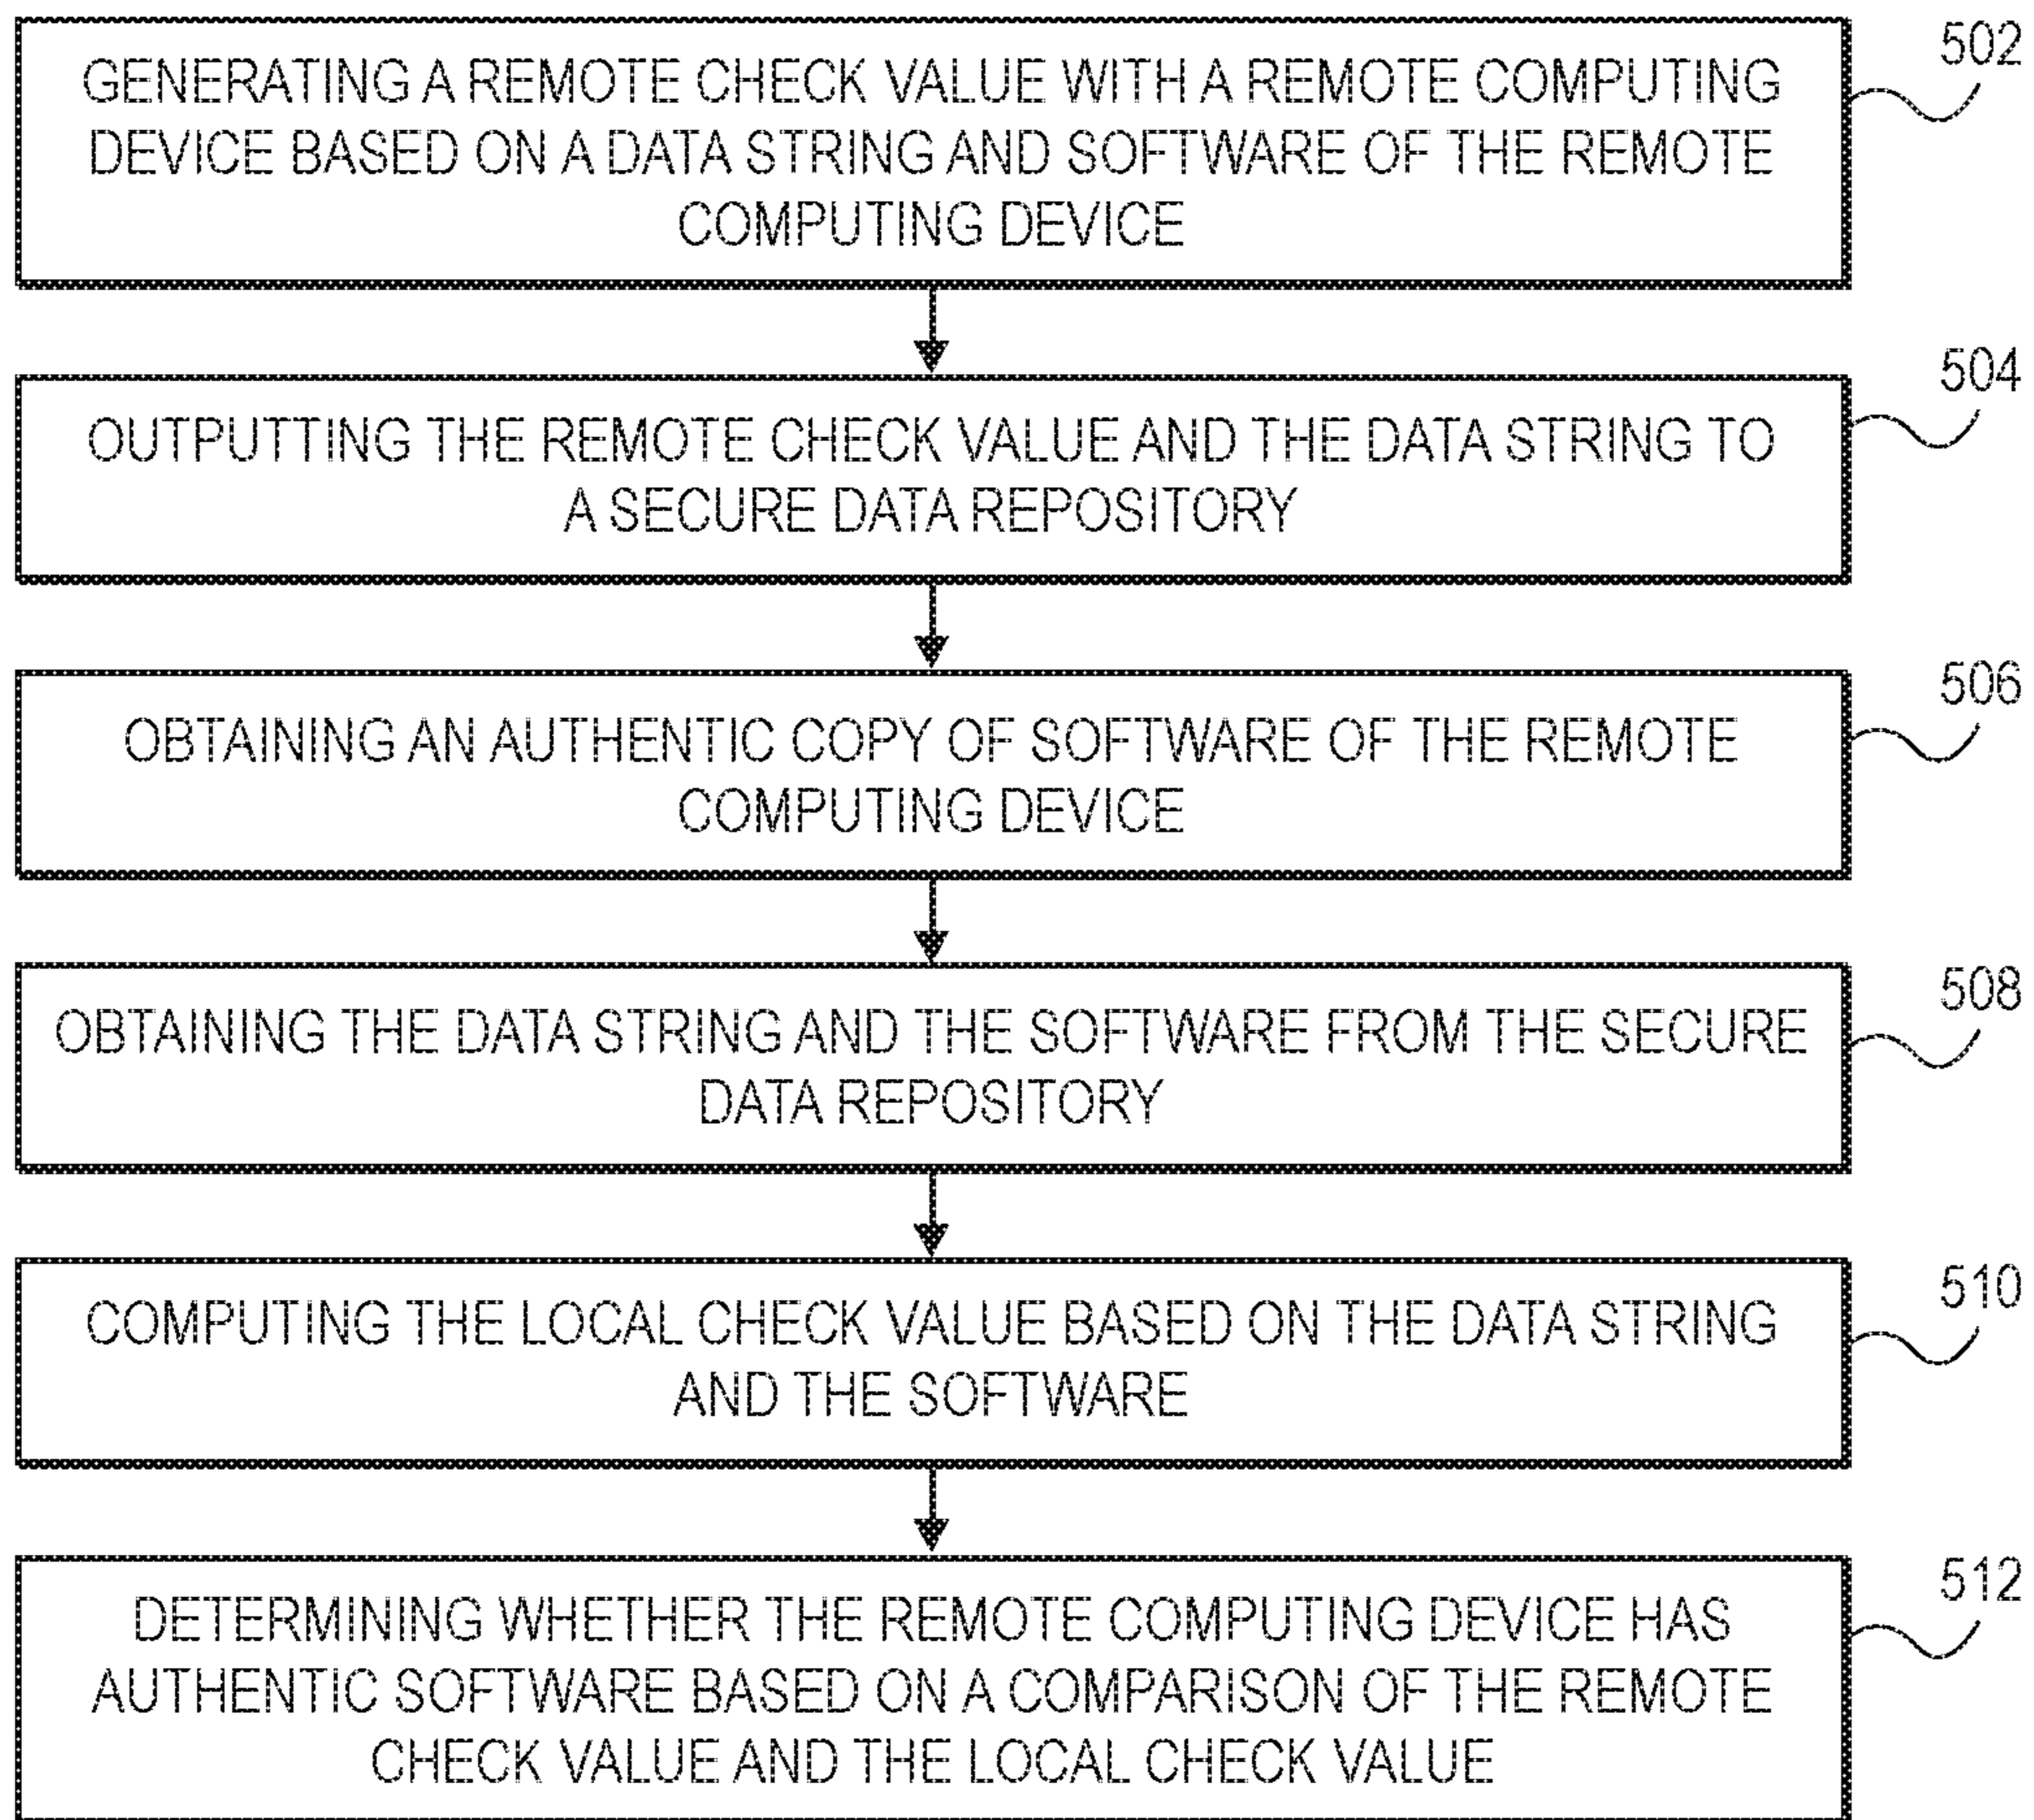 502
GENERATING A REMOTE CHECK VALUE WITH A REMOTE COMPUTING
DEVICE BASED ON A DATA STRING AND SOFTWARE OF THE REMOTE
COMPUTING DEVICE
504
OUTPUTTING THE REMOTE CHECK VALUE AND THE DATA STRING TO
A SECURE DATA REPOSITORY
506
OBTAINING AN AUTHENTIC COPY OF SOFTWARE OF THE REMOTE
COMPUTING DEVICE
508
OBTAINING THE DATA STRING AND THE SOFTWARE FROM THE SECURE
DATA REPOSITORY
510
COMPUTING THE LOCAL CHECK VALUE BASED ON THE DATA STRING
AND THE SOFTWARE
512
DETERMINING WHETHER THE REMOTE COMPUTING DEVICE HAS
AUTHENTIC SOFTWARE BASED ON A COMPARISON OF THE REMOTE
CHECK VALUE AND THE LOCAL CHECK VALUE